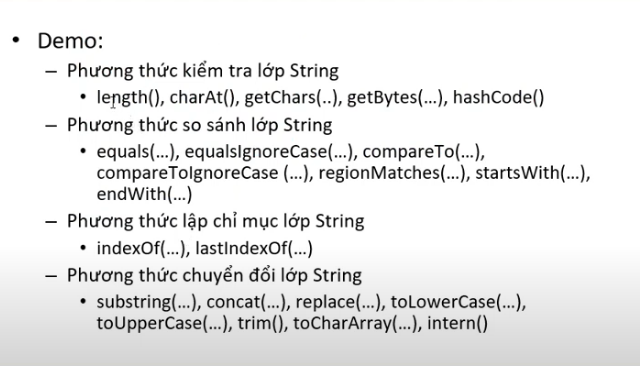 • Demo:
– Phương thức kiểm tra lớp String
• length(), charAt(), getChars(..), getBytes(...), hashCode()
– Phương thức so sánh lớp String
• equals(...), equalsIgnoreCase(...), compareTo(...),
compareToIgnoreCase (...), regionMatches(...), startsWith(...),
endWith(...)
– Phương thức lập chỉ mục lớp String
• indexOf(...), lastIndexOf(...)
– Phương thức chuyển đổi lớp String
• substring(...), concat(...), replace(...), toLowerCase(...),
toUpperCase(...), trim(), toCharArray(...), intern()